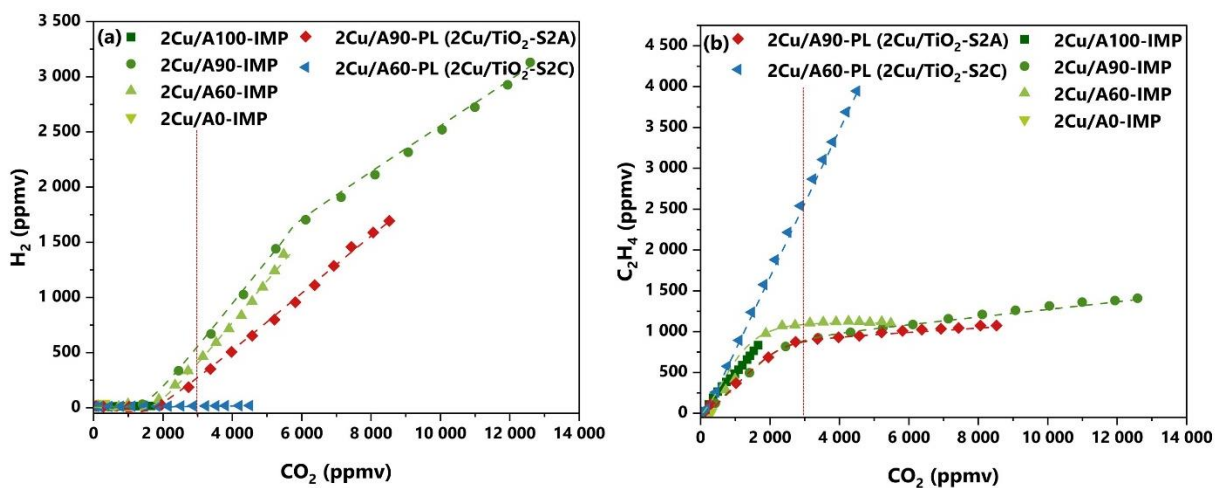 (a)
2Cu/A100-IMP
2Cu/A90-IMP
2Cu/A60-IMP
2Cu/A0-IMP
2Cu/A90-PL (2Cu/TiO₂-S2A)
2Cu/A60-PL (2Cu/TiO₂-S2C)
3 500
3 000
2 500
2 000
1 500
1 000
500
0
H₂ (ppmv)
0 2 000 4 000 6 000 8 000 10 000 12 000 14 000
CO₂ (ppmv)
(b)
2Cu/A90-PL (2Cu/TiO₂-S2A)
2Cu/A60-PL (2Cu/TiO₂-S2C)
2Cu/A100-IMP
2Cu/A90-IMP
2Cu/A60-IMP
2Cu/A0-IMP
4 500
4 000
3 500
3 000
2 500
2 000
1 500
1 000
500
0
C₂H₄ (ppmv)
0 2 000 4 000 6 000 8 000 10 000 12 000 14 000
CO₂ (ppmv)